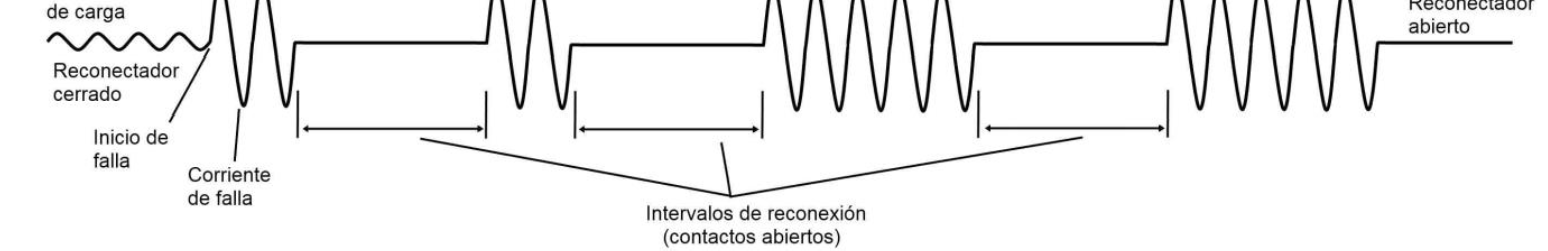 de carga
Reconectador
cerrado
Inicio de
falla
Corriente
de falla
Intervalos de reconexión
(contactos abiertos)
Reconectador
abierto